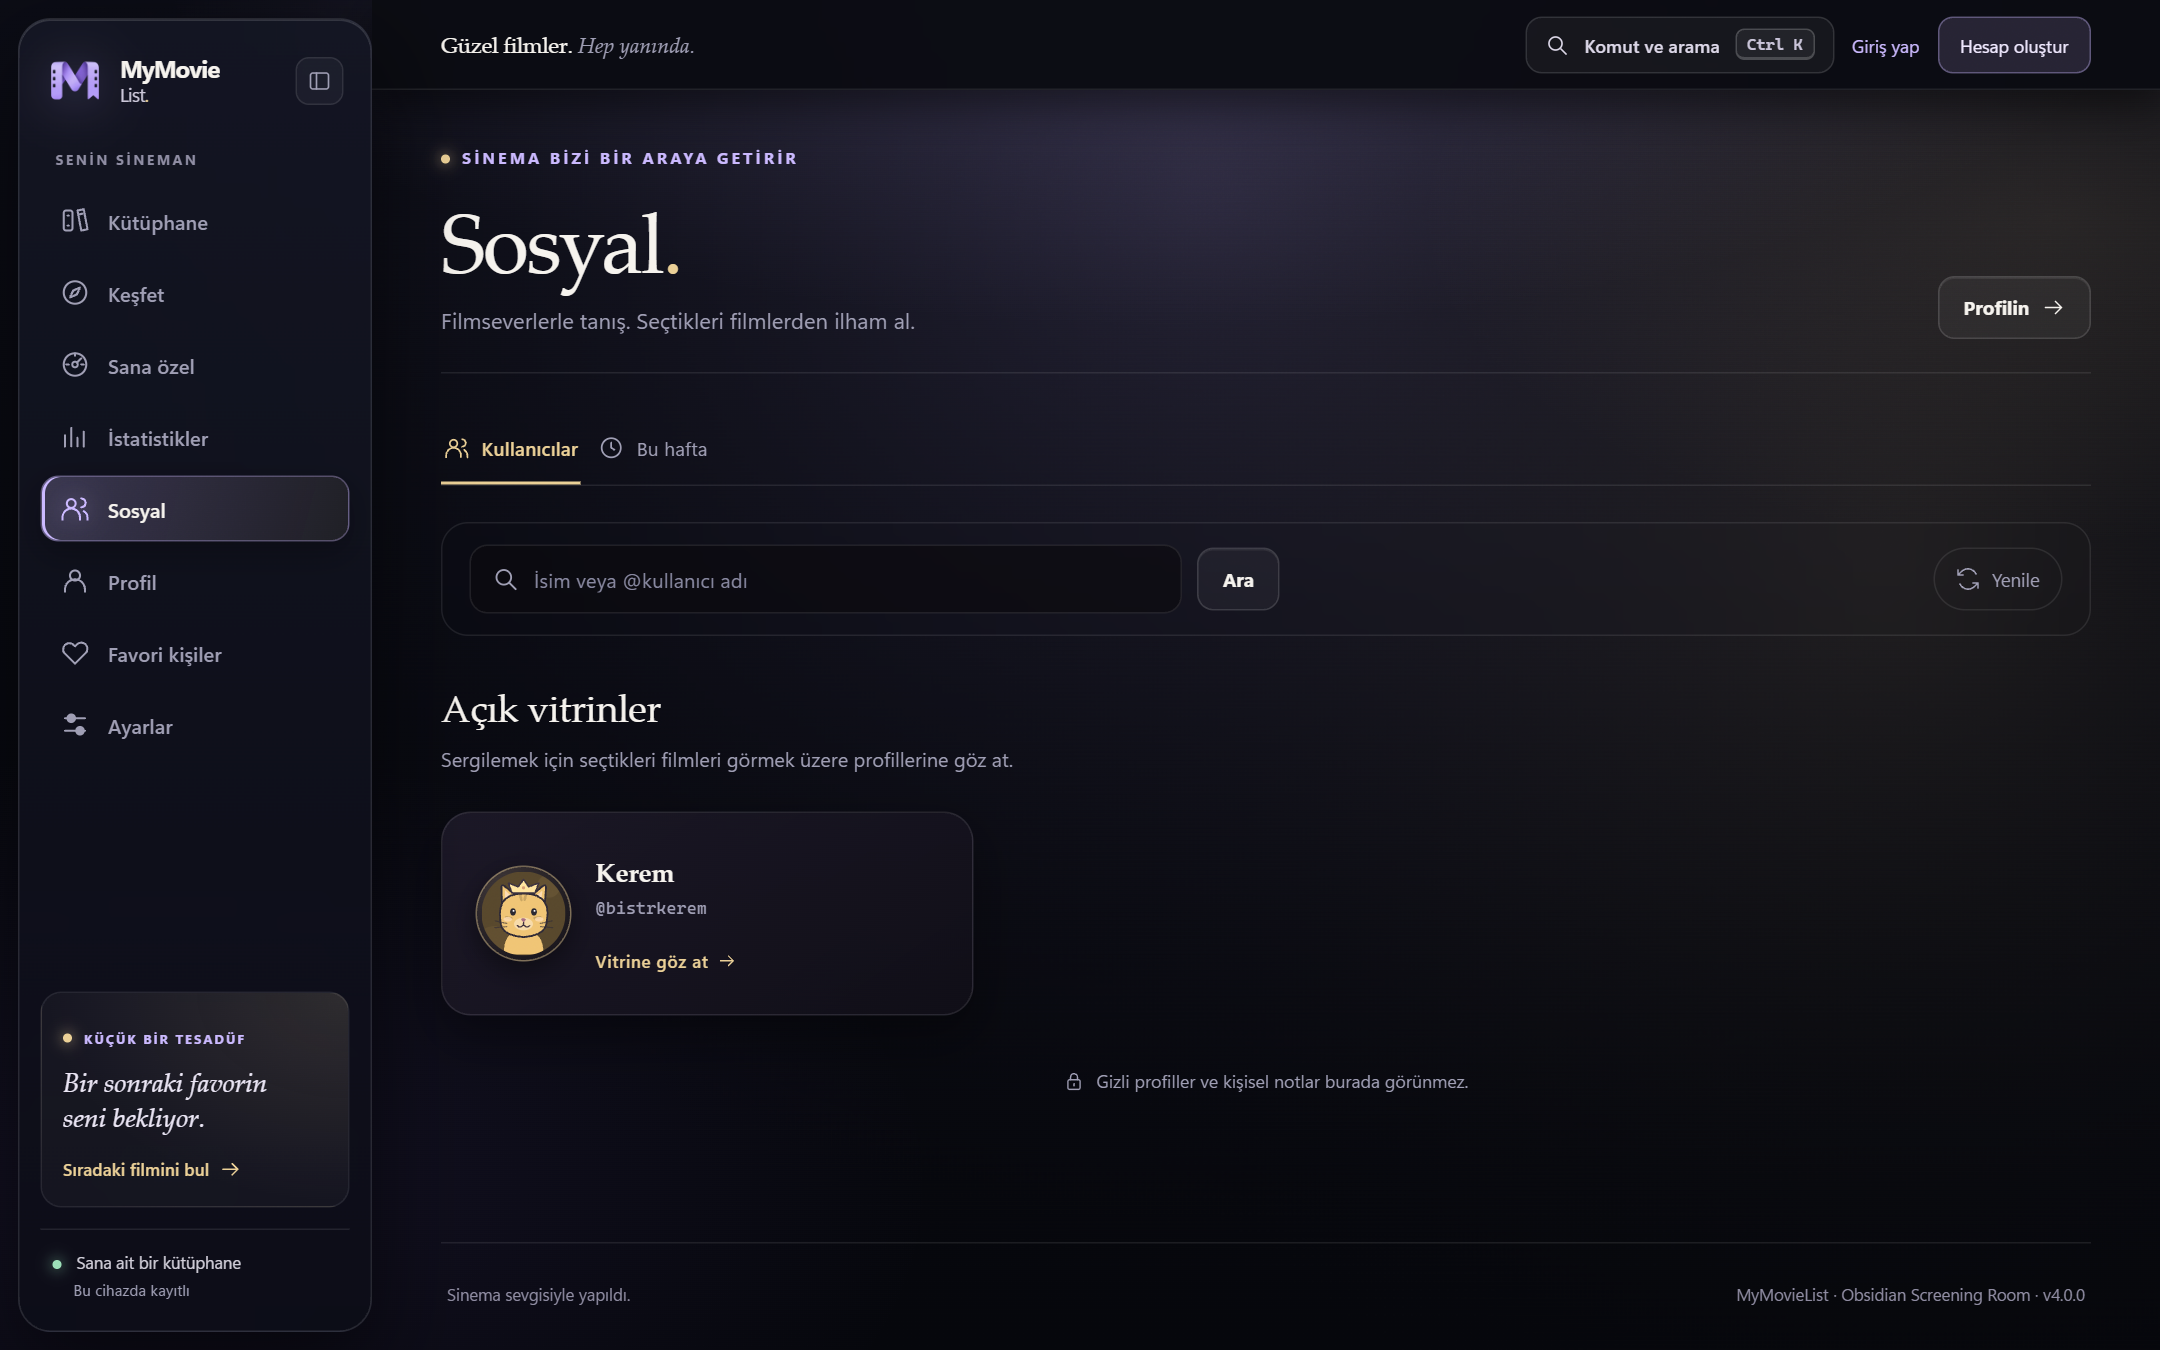 MyMovie
List.
SENİN SİNEMAN
Kütüphane
Keşfet
Sana özel
İstatistikler
Sosyal
Profil
Favori kişiler
Ayarlar
KÜÇÜK BİR TESADÜF
Bir sonraki favorin
seni bekliyor.
Sıradaki filmini bul →
Sana ait bir kütüphane
Bu cihazda kayıtlı
Güzel filmler. Hep yanında.
Komut ve arama Ctrl K
Giriş yap
Hesap oluştur
SİNEMA BİZİ BİR ARAYA GETİRİR
Sosyal.
Filmseverlerle tanış. Seçtikleri filmlerden ilham al.
Profilin →
Kullanıcılar
Bu hafta
İsim veya @kullanıcı adı
Ara
Yenile
Açık vitrinler
Sergilemek için seçtikleri filmleri görmek üzere profillerine göz at.
Kerem
@bistrkerem
Vitrine göz at →
Gizli profiller ve kişisel notlar burada görünmez.
Sinema sevgisiyle yapıldı.
MyMovieList · Obsidian Screening Room · v4.0.0